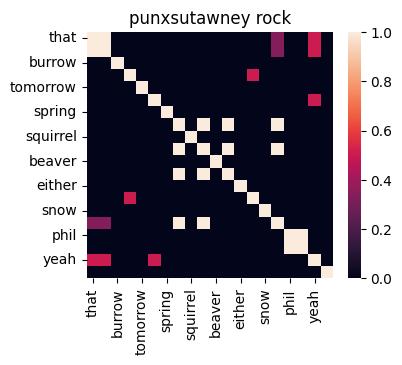 punxsutawney rock
that
burrow
tomorrow
spring
squirrel
beaver
either
snow
phil
yeah
1.0
0.8
0.6
0.4
0.2
0.0
that
burrow
tomorrow
spring
squirrel
beaver
either
snow
phil
yeah